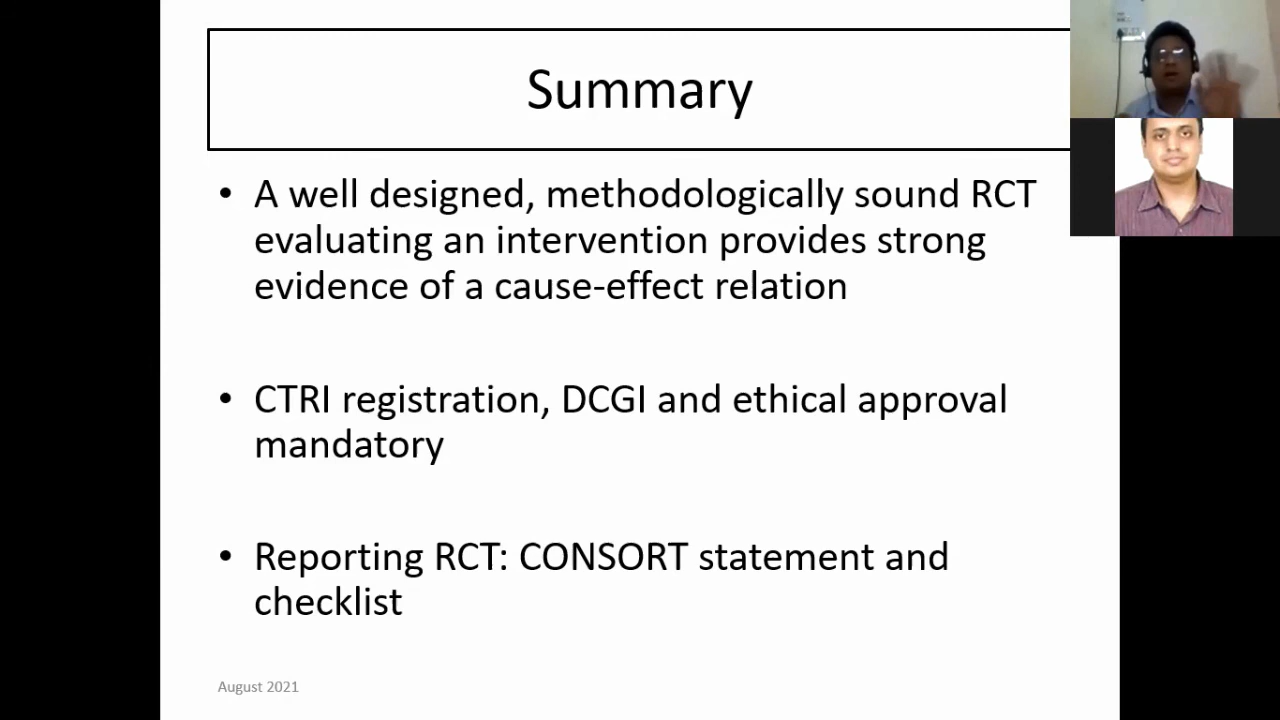 Summary
• A well designed, methodologically sound RCT
evaluating an intervention provides strong
evidence of a cause-effect relation
• CTRI registration, DCGI and ethical approval
mandatory
• Reporting RCT: CONSORT statement and
checklist
August 2021